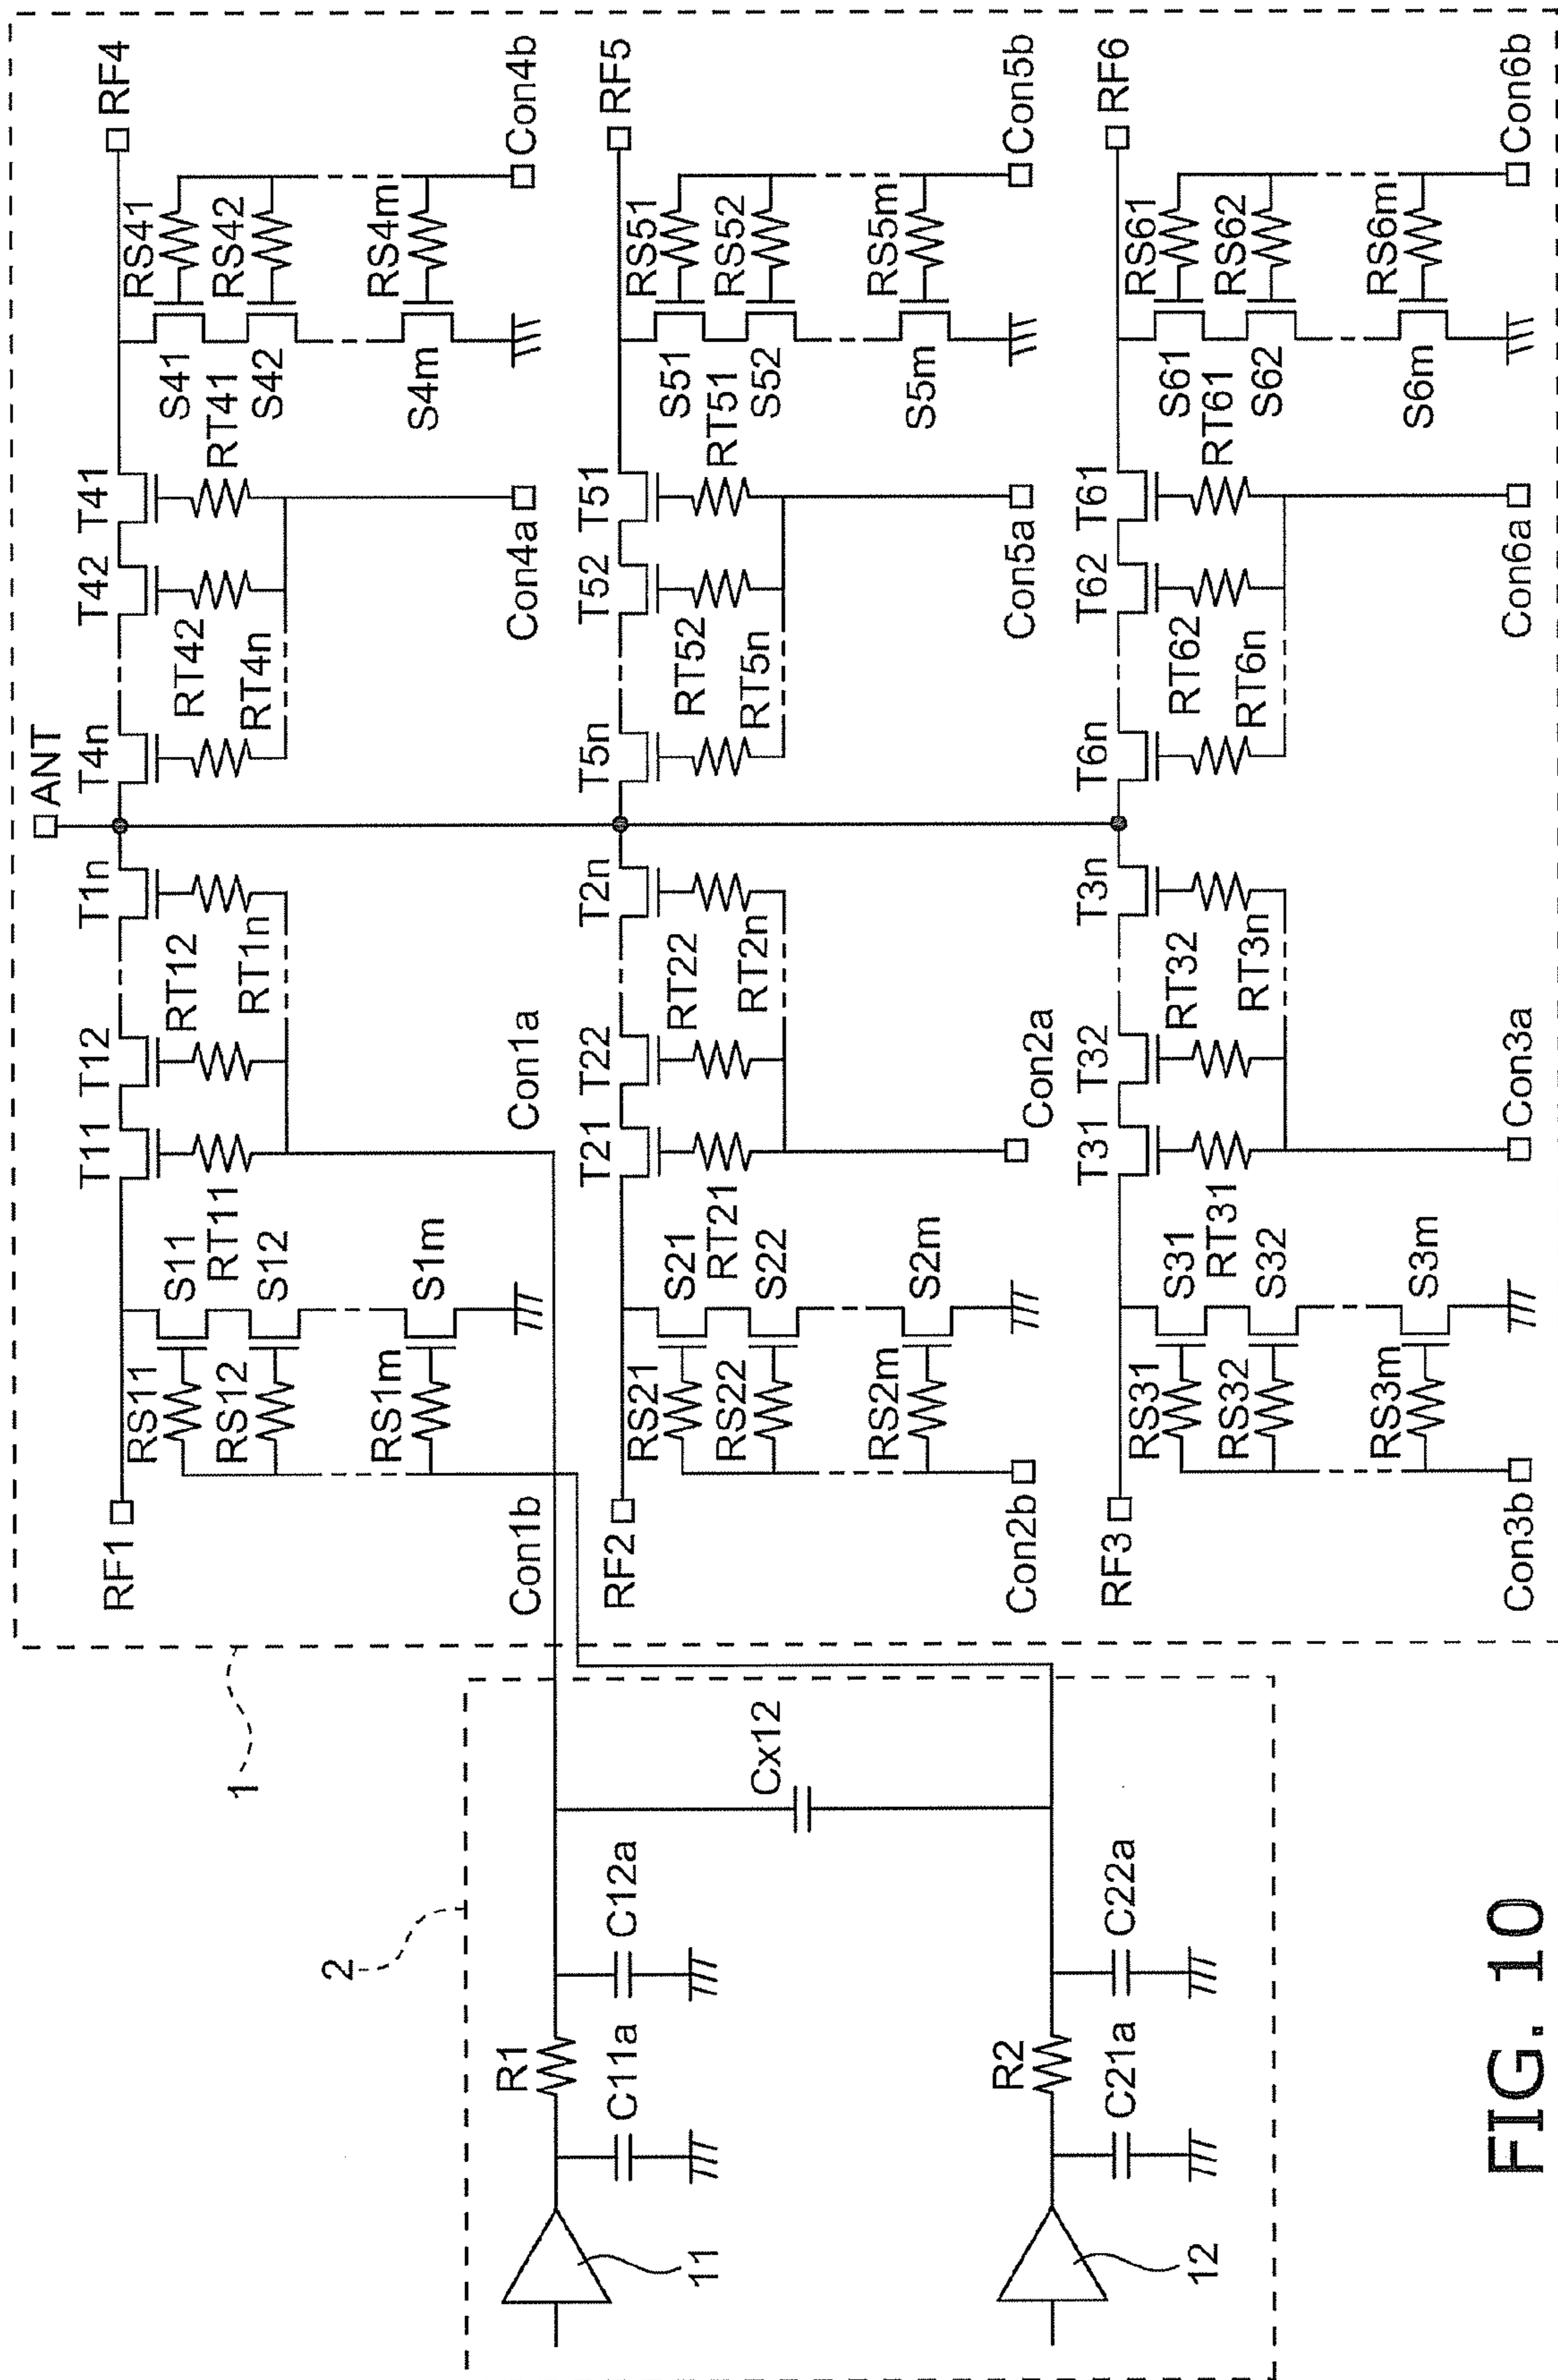 1
2
11
12
R1
C11a
C12a
Cx12
R2
C21a
C22a
ANT
RF1
T11
T12
T1n
T4n
T42
T41
RF4
RS11
S11
RT11
RT12
RT42
RT41
S41
RS41
RS12
S12
RT1n
RT4n
S42
RS42
RS1m
S1m
S4m
RS4m
Con1b
Con1a
Con4a
Con4b
RF2
T21
T22
T2n
T5n
T52
T51
RF5
RS21
S21
RT21
RT22
RT52
RT51
S51
RS51
RS22
S22
RT2n
RT5n
S52
RS52
RS2m
S2m
S5m
RS5m
Con2b
Con2a
Con5a
Con5b
RF3
T31
T32
T3n
T6n
T62
T61
RF6
RS31
S31
RT31
RT32
RT62
RT61
S61
RS61
RS32
S32
RT3n
RT6n
S62
RS62
RS3m
S3m
S6m
RS6m
Con3b
Con3a
Con6a
Con6b
FIG. 10